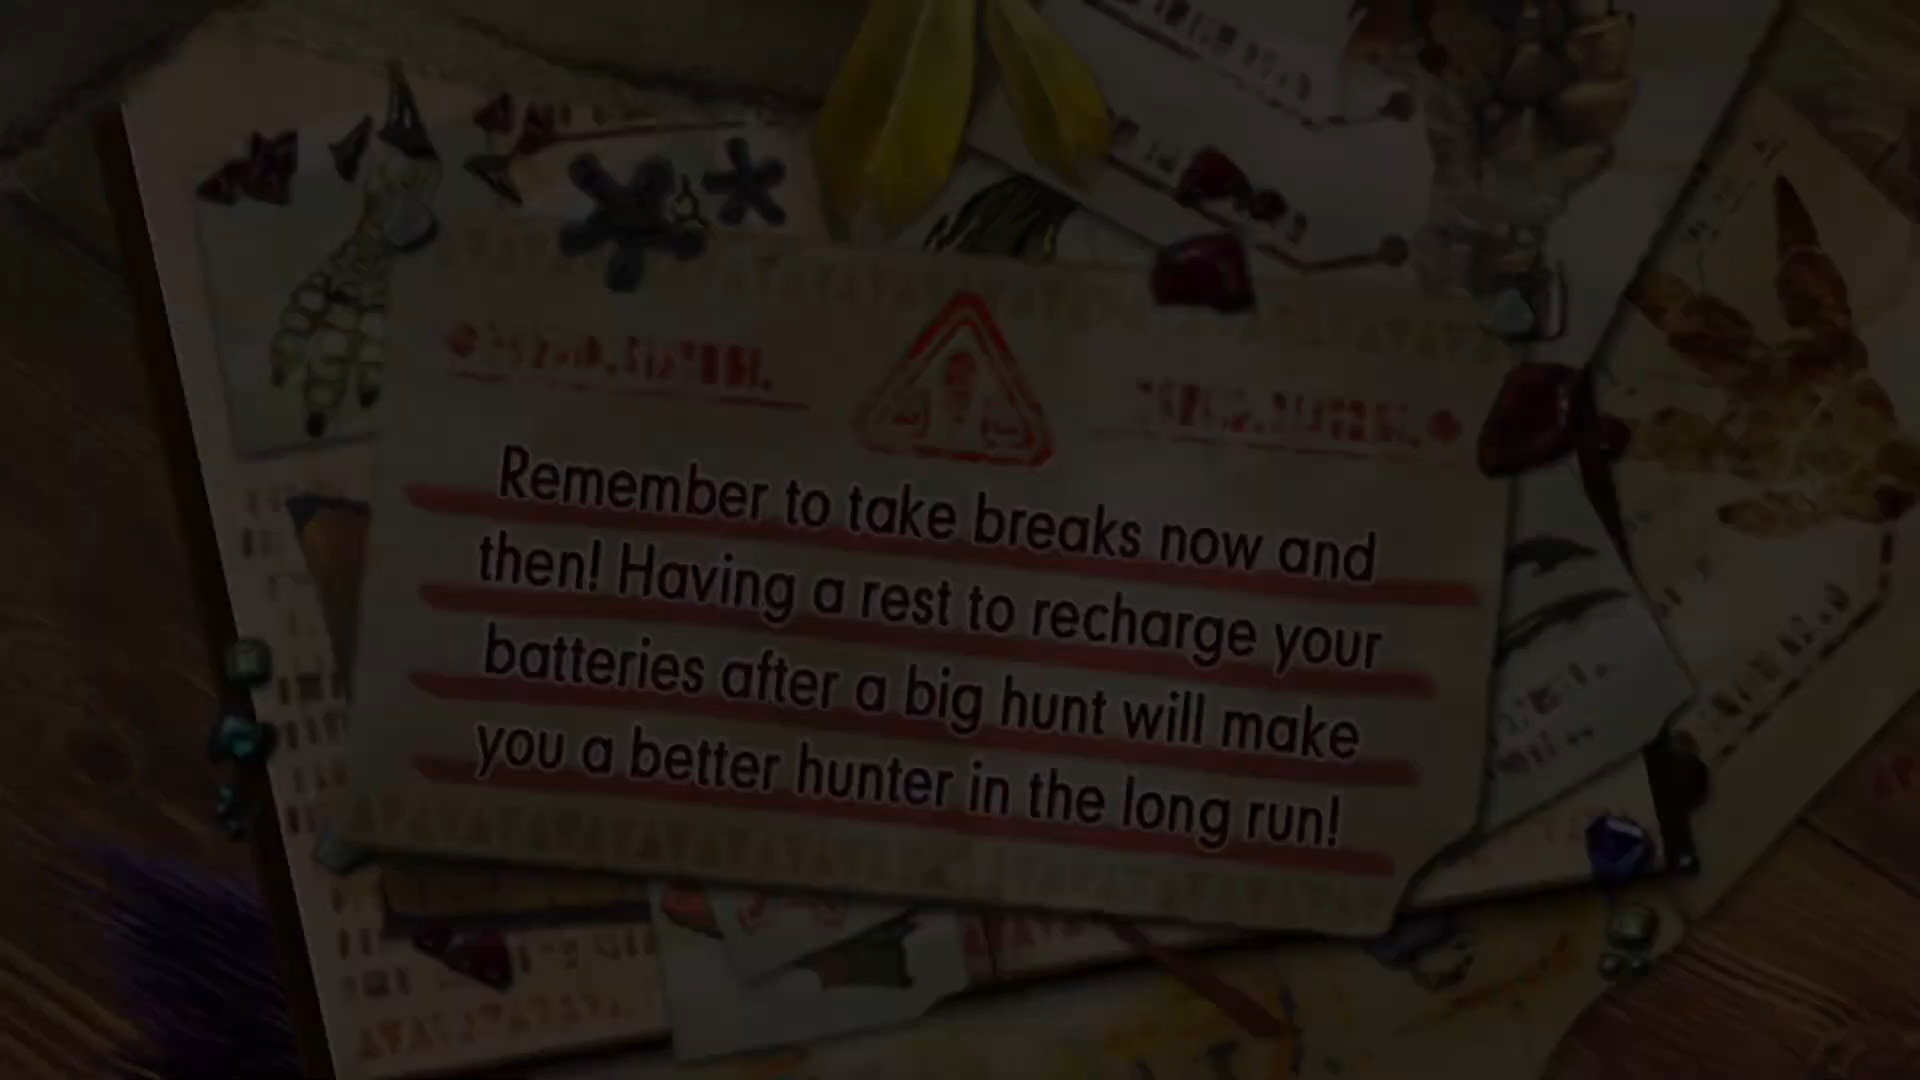 Remember to take breaks now and
then! Having a rest to recharge your
batteries after a big hunt will make
you a better hunter in the long run!